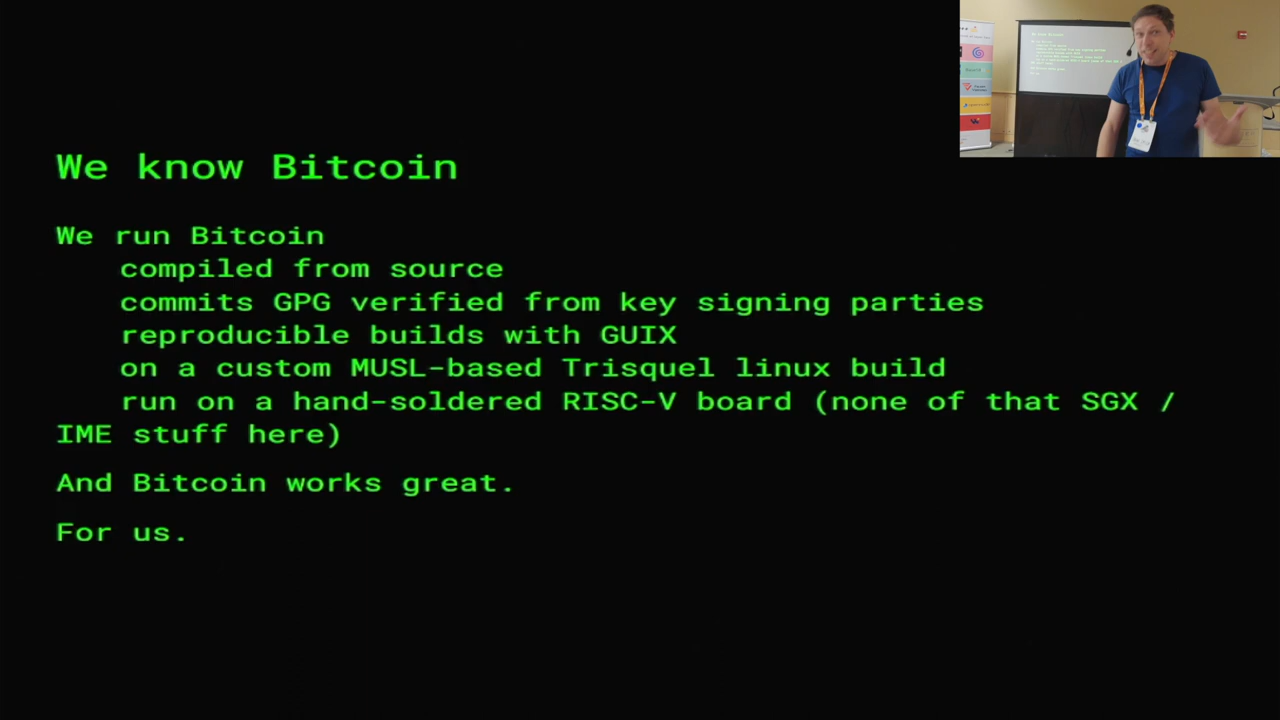 We know Bitcoin
We run Bitcoin
compiled from source
commits GPG verified from key signing parties
reproducible builds with GUIX
on a custom MUSL-based Trisquel linux build
run on a hand-soldered RISC-V board (none of that SGX /
IME stuff here)
And Bitcoin works great.
For us.